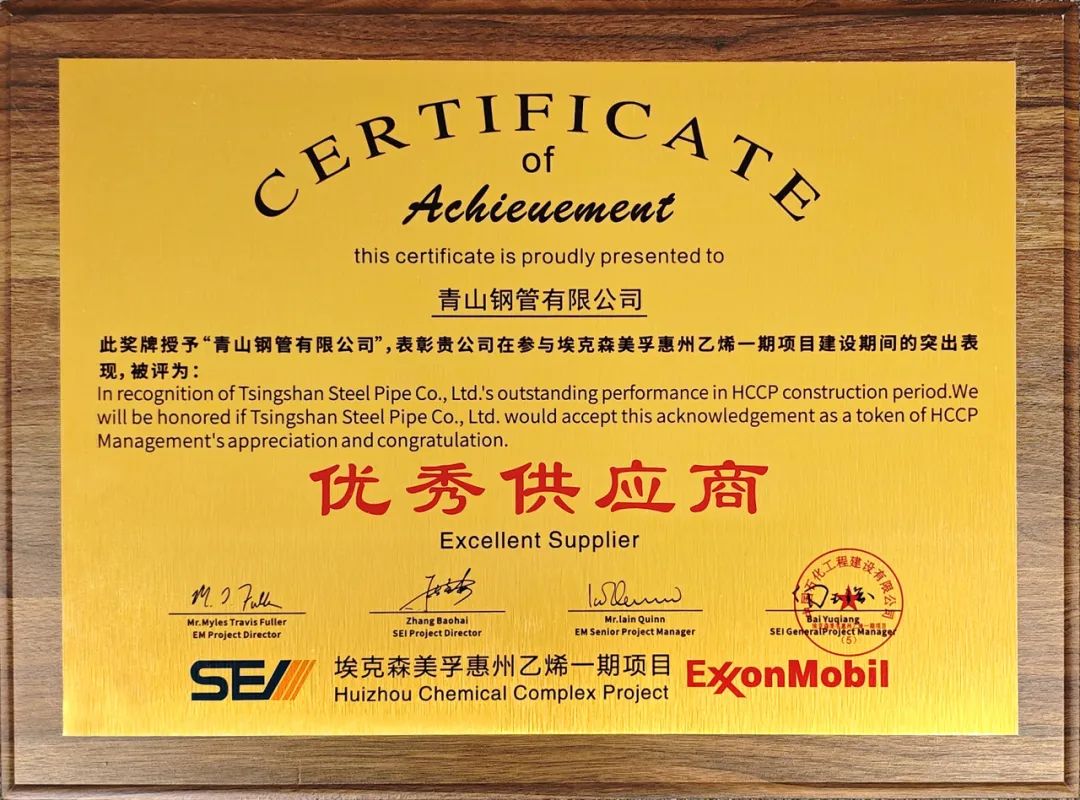 CERTIFICATE
of
Achievement
this certificate is proudly presented to
青山钢管有限公司
此奖牌授予“青山钢管有限公司”，表彰贵公司在参与埃克森美孚惠州乙烯一期项目建设期间的突出表
现，被评为：
In recognition of Tsingshan Steel Pipe Co., Ltd.'s outstanding performance in HCCP construction period.We
will be honored if Tsingshan Steel Pipe Co., Ltd. would accept this acknowledgement as a token of HCCP
Management's appreciation and congratulation.
优秀供应商
Excellent Supplier
M. J. Fuller
Mr.Myles Travis Fuller
EM Project Director
Zhang Baohai
SEI Project Director
Mr.Iain Quinn
EM Senior Project Manager
Bai Yuqiang
SEI GeneralProject Manager
(5)
SEI
埃克森美孚惠州乙烯一期项目
Huizhou Chemical Complex Project
ExxonMobil